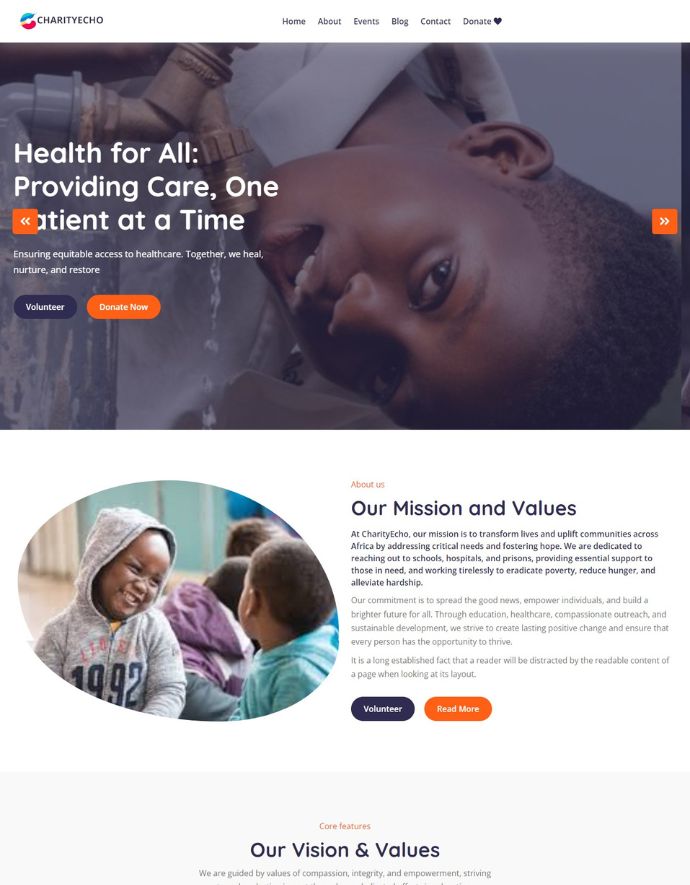 CHARITYECHO
Home About Events Blog Contact Donate
Health for All:
Providing Care, One
atient at a Time
Ensuring equitable access to healthcare. Together, we heal,
nurture, and restore
Volunteer Donate Now
About us
Our Mission and Values
At CharityEcho, our mission is to transform lives and uplift communities across
Africa by addressing critical needs and fostering hope. We are dedicated to
reaching out to schools, hospitals, and prisons, providing essential support to
those in need, and working tirelessly to eradicate poverty, reduce hunger, and
alleviate hardship.
Our commitment is to spread the good news, empower individuals, and build a
brighter future for all. Through education, healthcare, compassionate outreach, and
sustainable development, we strive to create lasting positive change and ensure that
every person has the opportunity to thrive.
It is a long established fact that a reader will be distracted by the readable content of
a page when looking at its layout.
1992
Volunteer Read More
Core features
Our Vision & Values
We are guided by values of compassion, integrity, and empowerment, striving